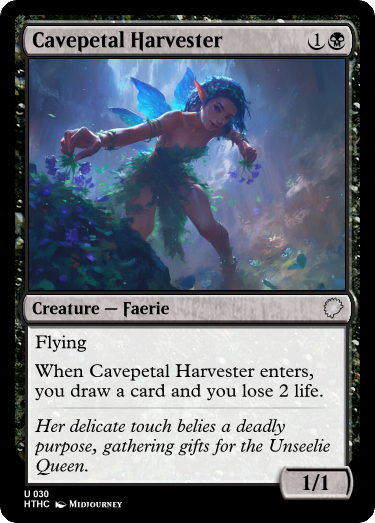 Cavepetal Harvester 1
Creature — Faerie
Flying
When Cavepetal Harvester enters,
you draw a card and you lose 2 life.
Her delicate touch belies a deadly
purpose, gathering gifts for the Unseelie
Queen.
1/1
U 030
HTHC Midjourney